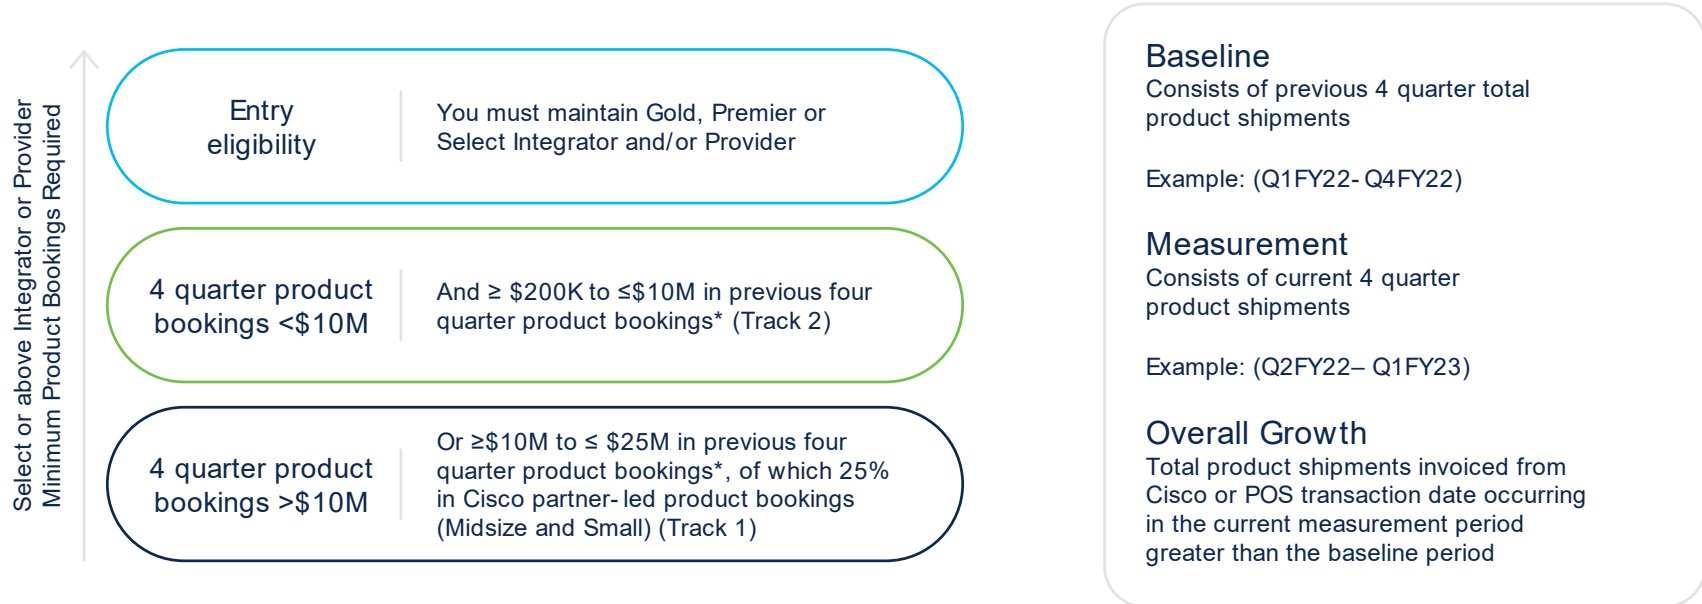 Select or above Integrator or Provider
Minimum Product Bookings Required
Entry
eligibility
You must maintain Gold, Premier or
Select Integrator and/or Provider
4 quarter product
bookings <$10M
And ≥ $200K to ≤$10M in previous four
quarter product bookings* (Track 2)
4 quarter product
bookings >$10M
Or ≥$10M to ≤ $25M in previous four
quarter product bookings*, of which 25%
in Cisco partner-led product bookings
(Midsize and Small) (Track 1)
Baseline
Consists of previous 4 quarter total
product shipments
Example: (Q1FY22-Q4FY22)
Measurement
Consists of current 4 quarter
product shipments
Example: (Q2FY22– Q1FY23)
Overall Growth
Total product shipments invoiced from
Cisco or POS transaction date occurring
in the current measurement period
greater than the baseline period